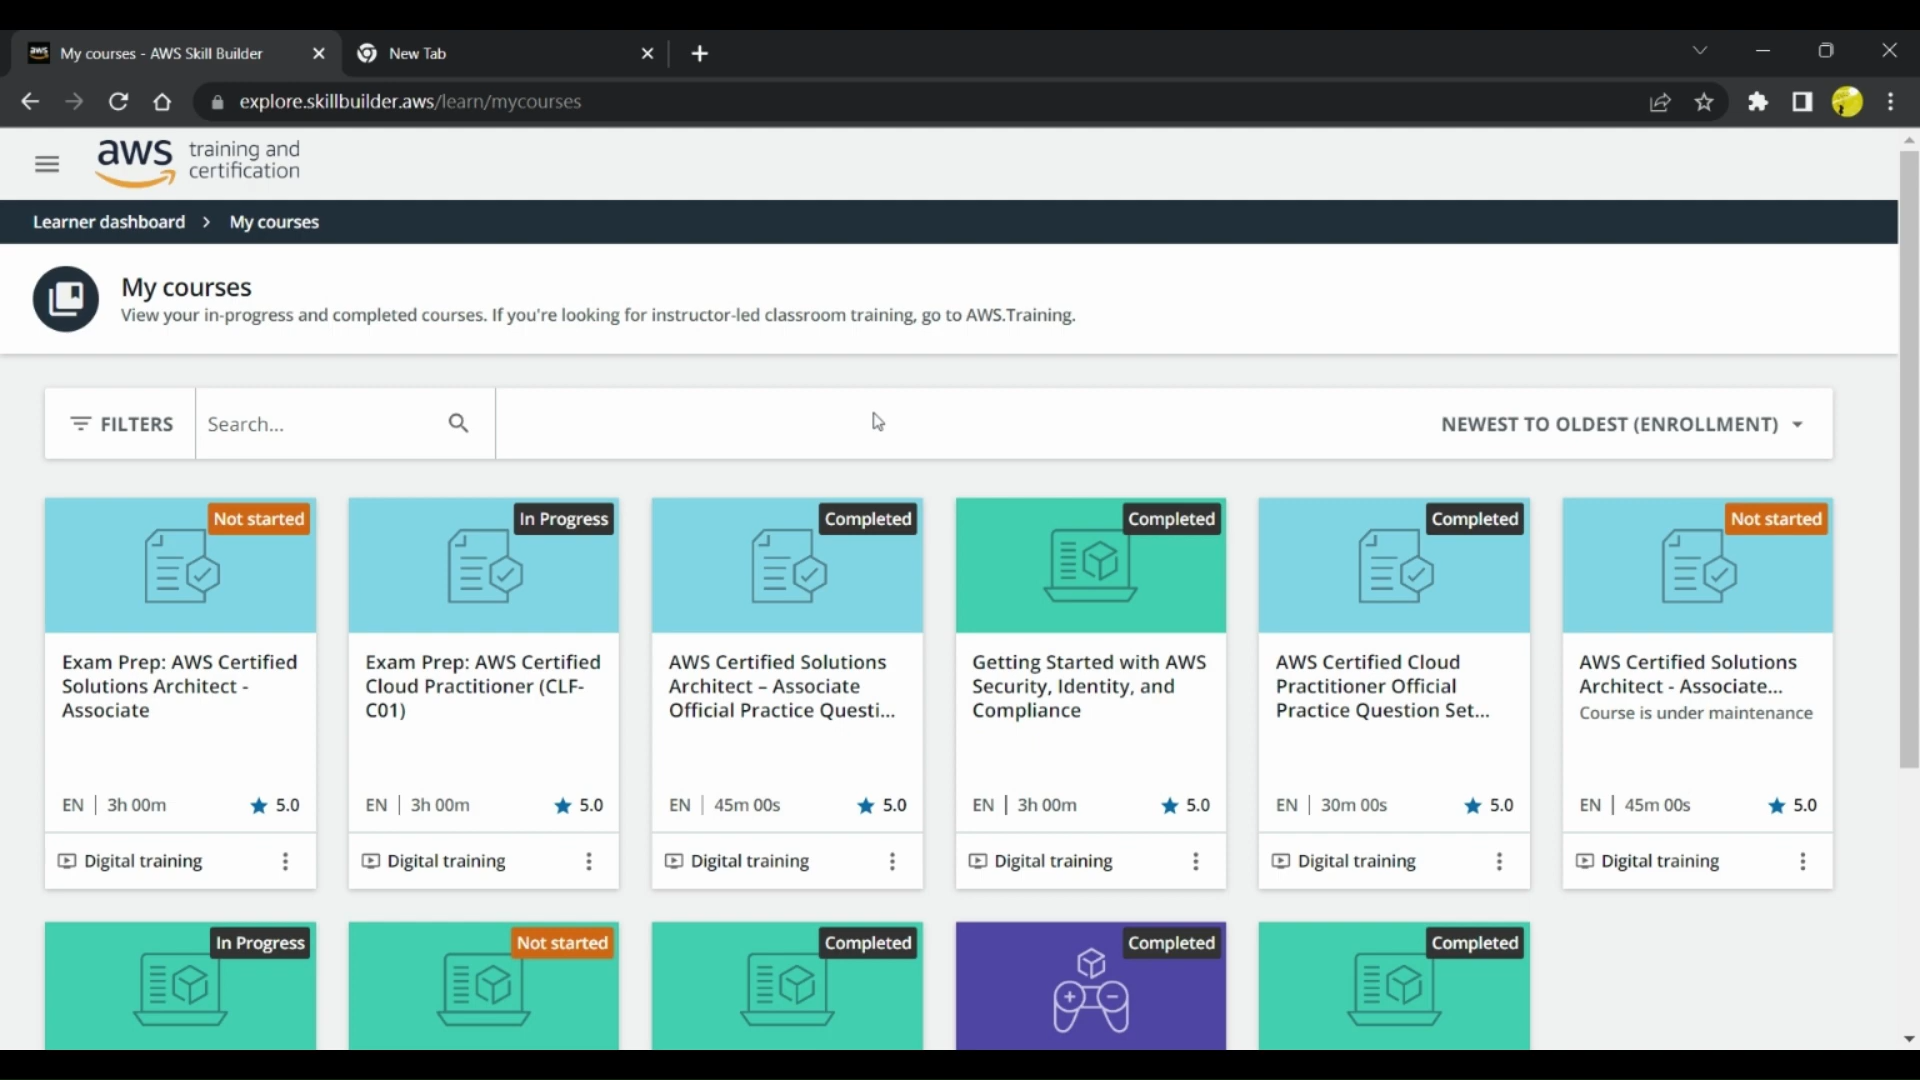 aws My courses - AWS Skill Builder
New Tab
explore.skillbuilder.aws/learn/mycourses
aws training and
certification
Learner dashboard > My courses
My courses
View your in-progress and completed courses. If you're looking for instructor-led classroom training, go to AWS.Training.
FILTERS
Search...
NEWEST TO OLDEST (ENROLLMENT)
Not started
Exam Prep: AWS Certified
Solutions Architect -
Associate
EN | 3h 00m 5.0
Digital training
In Progress
Exam Prep: AWS Certified
Cloud Practitioner (CLF-
C01)
EN | 3h 00m 5.0
Digital training
Completed
AWS Certified Solutions
Architect – Associate
Official Practice Questi...
EN | 45m 00s 5.0
Digital training
Completed
Getting Started with AWS
Security, Identity, and
Compliance
EN | 3h 00m 5.0
Digital training
Completed
AWS Certified Cloud
Practitioner Official
Practice Question Set...
EN | 30m 00s 5.0
Digital training
Not started
AWS Certified Solutions
Architect - Associate...
Course is under maintenance
EN | 45m 00s 5.0
Digital training
In Progress
Not started
Completed
Completed
Completed